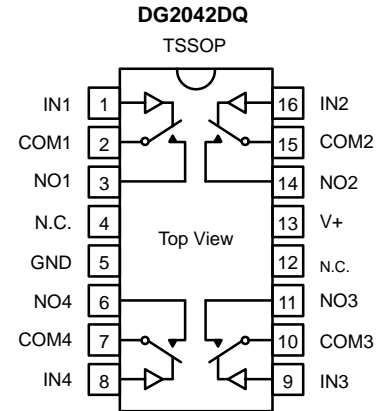 DG2042DQ
TSSOP
IN1 1 16 IN2
COM1 2 15 COM2
NO1 3 14 NO2
N.C. 4 13 V+
Top View
GND 5 12 N.C.
NO4 6 11 NO3
COM4 7 10 COM3
IN4 8 9 IN3